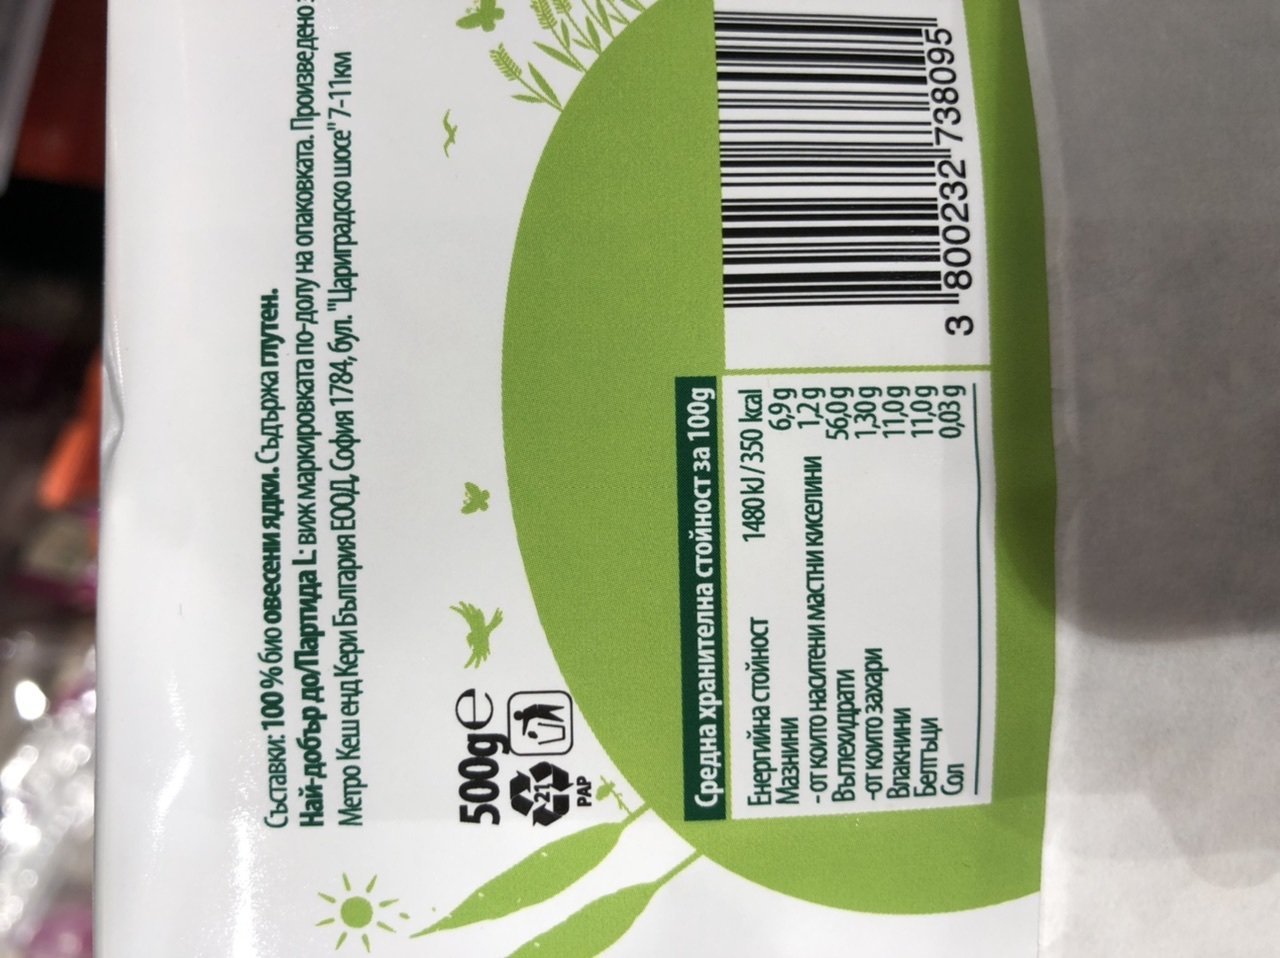 Съставки: 100 % био овесени ядки. Съдържа глутен.
Най-добър до/Партида L: виж маркировката по-долу на опаковката. Произведено
Метро Кеш енд Кери България ЕООД, София 1784, бул. "Цариградско шосе" 7-11км
500g e
21
PAP
Средна хранителна стойност за 100g
Енергийна стойност 1480 kJ / 350 kcal
Мазнини 6,9 g
- от които наситени мастни киселини 1,2 g
Въглехидрати 56,0 g
-от които захари 1,30 g
Влакнини 11,0 g
Белтъци 11,0 g
Сол 0,03 g
3 800232 738095